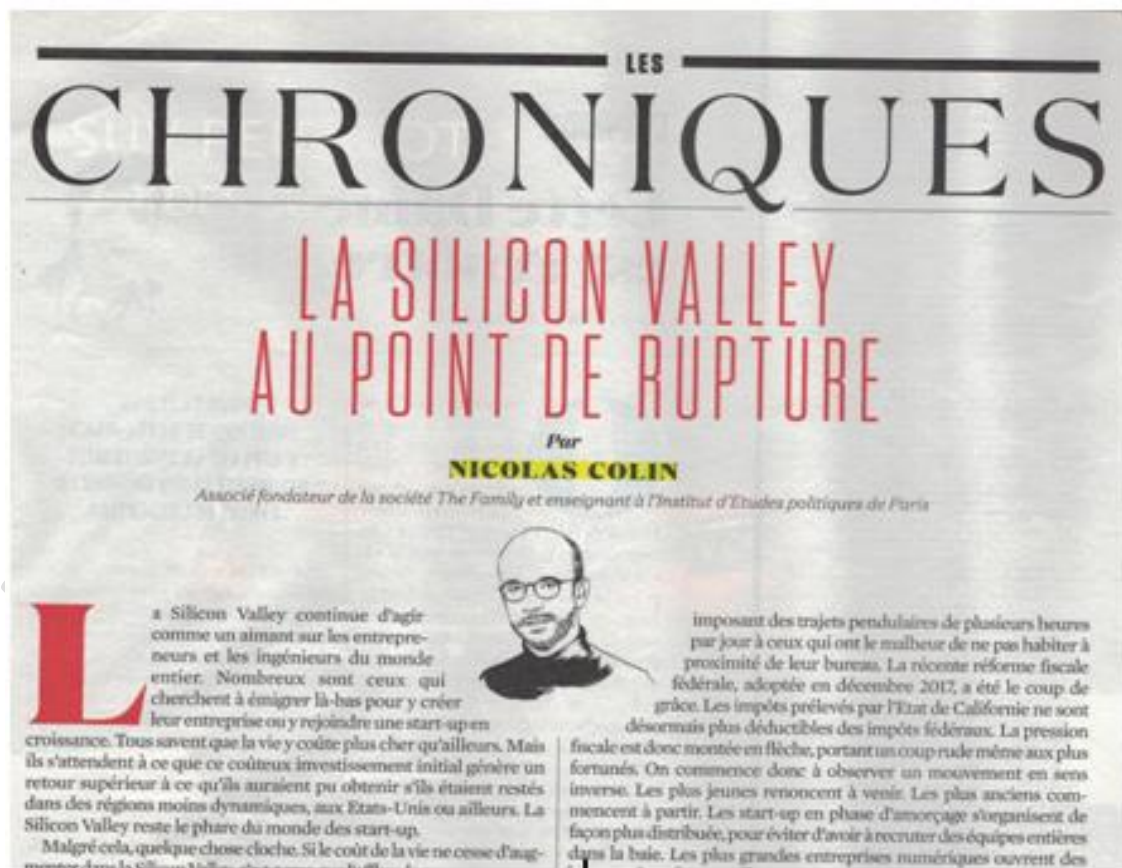 LES
CHRONIQUES
LA SILICON VALLEY
AU POINT DE RUPTURE
Par
NICOLAS COLIN
Associé fondateur de la société The Family et enseignant à l'Institut d'Etudes politiques de Paris
La Silicon Valley continue d'agir
comme un aimant sur les entrepre-
neurs et les ingénieurs du monde
entier. Nombreux sont ceux qui
cherchent à émigrer là-bas pour y créer
leur entreprise ou y rejoindre une start-up en
croissance. Tous savent que la vie y coûte plus cher qu'ailleurs. Mais
ils s'attendent à ce que ce coûteux investissement initial génère un
retour supérieur à ce qu'ils auraient pu obtenir s'ils étaient restés
dans des régions moins dynamiques, aux Etats-Unis ou ailleurs. La
Silicon Valley reste le phare du monde des start-up.
Malgré cela, quelque chose cloche. Si le coût de la vie ne cesse d'aug-
menter dans la Silicon Valley
imposant des trajets pendulaires de plusieurs heures
par jour à ceux qui ont le malheur de ne pas habiter à
proximité de leur bureau. La récente réforme fiscale
fédérale, adoptée en décembre 2017, a été le coup de
grâce. Les impôts prélevés par l'Etat de Californie ne sont
désormais plus déductibles des impôts fédéraux. La pression
fiscale est donc montée en flèche, portant un coup rude même aux plus
fortunés. On commence donc à observer un mouvement en sens
inverse. Les plus jeunes renoncent à venir. Les plus anciens com-
mencent à partir. Les start-up en phase d'amorçage s'organisent de
façon plus distribuée, pour éviter d'avoir à recruter des équipes entières
dans la baie. Les plus grandes entreprises numériques ouvrent des